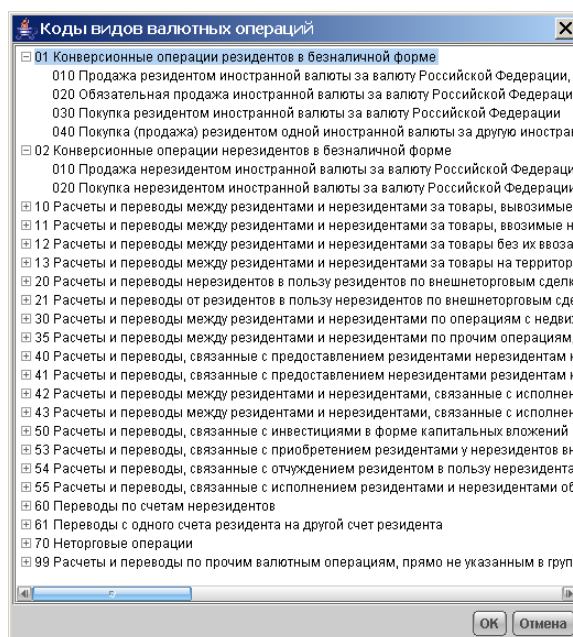 Коды видов валютных операций
01 Конверсионные операции резидентов в безналичной форме
010 Продажа резидентом иностранной валюты за валюту Российской Федерации,
020 Обязательная продажа иностранной валюты за валюту Российской Федераци
030 Покупка резидентом иностранной валюты за валюту Российской Федерации
040 Покупка (продажа) резидентом одной иностранной валюты за другую иностра
02 Конверсионные операции нерезидентов в безналичной форме
010 Продажа нерезидентом иностранной валюты за валюту Российской Федераци
020 Покупка нерезидентом иностранной валюты за валюту Российской Федерации
10 Расчеты и переводы между резидентами и нерезидентами за товары, вывозимые
11 Расчеты и переводы между резидентами и нерезидентами за товары, ввозимые н
12 Расчеты и переводы между резидентами и нерезидентами за товары без их ввоза
13 Расчеты и переводы между резидентами и нерезидентами за товары на территор
20 Расчеты и переводы нерезидентов в пользу резидентов по внешнеторговым сделк
21 Расчеты и переводы от резидентов в пользу нерезидентов по внешнеторговым сде
30 Расчеты и переводы между резидентами и нерезидентами по операциям с недви
35 Расчеты и переводы между резидентами и нерезидентами по прочим операциям,
40 Расчеты и переводы, связанные с предоставлением резидентами нерезидентам к
41 Расчеты и переводы, связанные с предоставлением нерезидентами резидентам к
42 Расчеты и переводы между резидентами и нерезидентами, связанные с исполнен
43 Расчеты и переводы между резидентами и нерезидентами, связанные с исполнен
50 Расчеты и переводы, связанные с инвестициями в форме капитальных вложений
53 Расчеты и переводы, связанные с приобретением резидентами у нерезидентов вн
54 Расчеты и переводы, связанные с отчуждением резидентом в пользу нерезидента
55 Расчеты и переводы, связанные с исполнением резидентами и нерезидентами об
60 Переводы по счетам нерезидентов
61 Переводы с одного счета резидента на другой счет резидента
70 Неторговые операции
99 Расчеты и переводы по прочим валютным операциям, прямо не указанным в груп
OK Отмена